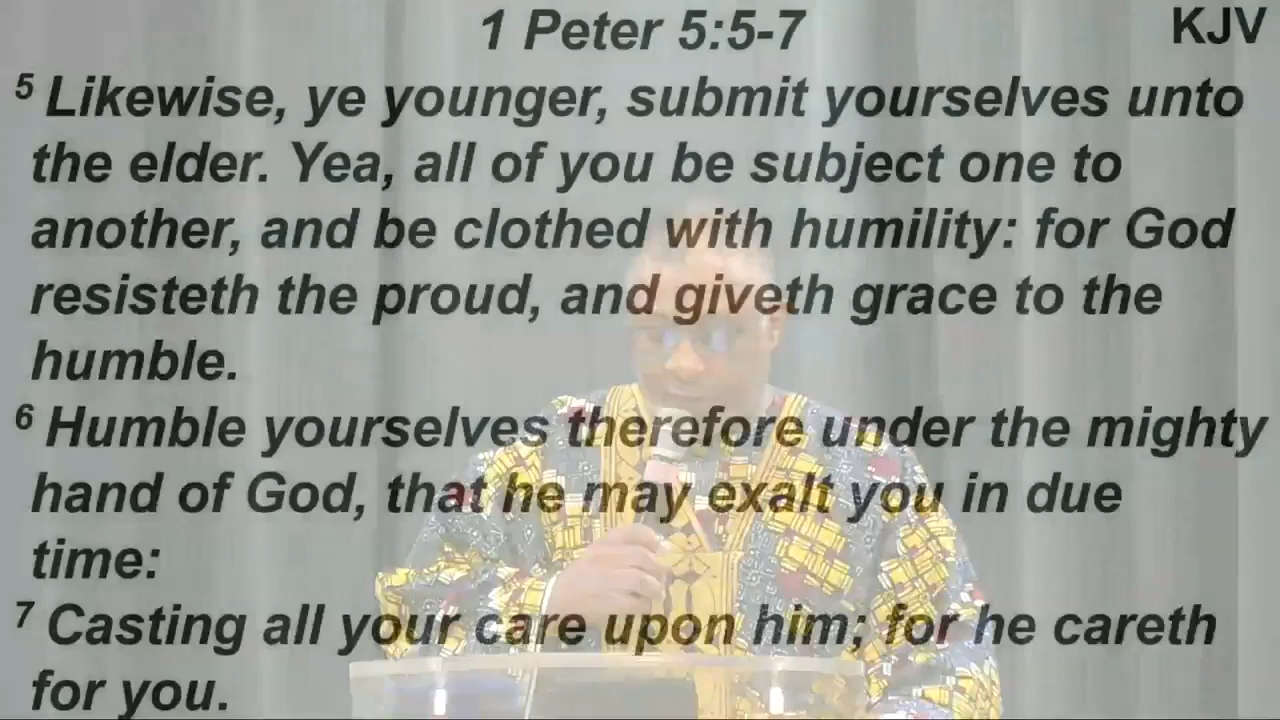 1 Peter 5:5-7
KJV
5 Likewise, ye younger, submit yourselves unto
the elder. Yea, all of you be subject one to
another, and be clothed with humility: for God
resisteth the proud, and giveth grace to the
humble.
6 Humble yourselves therefore under the mighty
hand of God, that he may exalt you in due
time:
7 Casting all your care upon him; for he careth
for you.